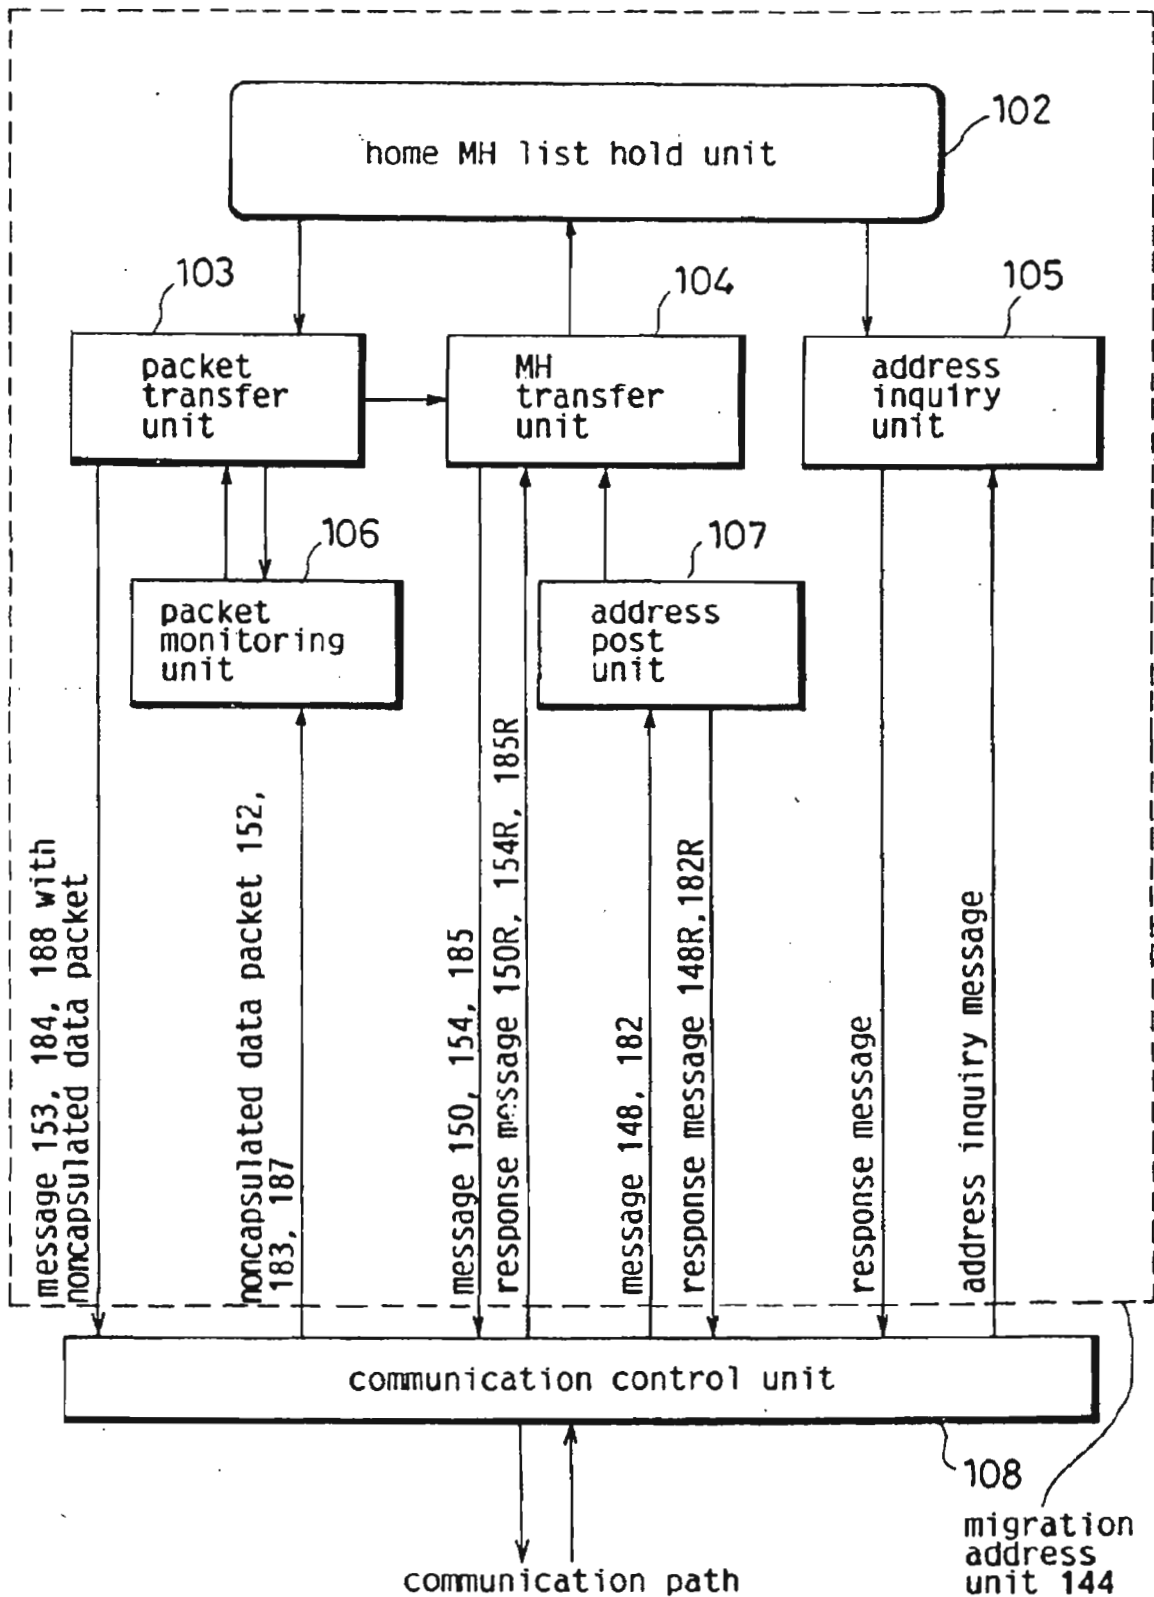 102
home MH list hold unit
103
104
105
packet
transfer
unit
MH
transfer
unit
address
inquiry
unit
106
107
packet
monitoring
unit
address
post
unit
message 153, 184, 188 with
noncapsulated data packet
noncapsulated data packet 152,
183, 187
message 150, 154, 185
response message 150R, 154R, 185R
message 148, 182
response message 148R, 182R
response message
address inquiry message
communication control unit
108
migration
address
unit 144
communication path